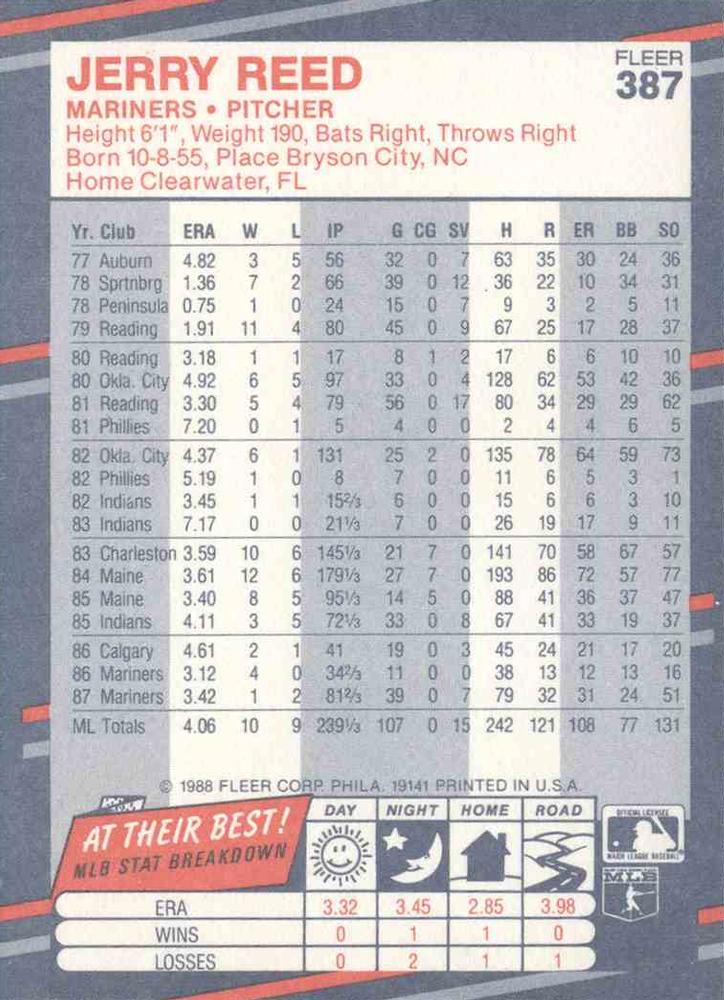 JERRY REED
FLEER
387
MARINERS • PITCHER
Height 6'1", Weight 190, Bats Right, Throws Right
Born 10-8-55, Place Bryson City, NC
Home Clearwater, FL
Yr. Club ERA W L IP G CG SV H R ER BB SO
77 Auburn 4.82 3 5 56 32 0 7 63 35 30 24 36
78 Sprtnbrg 1.36 7 2 66 39 0 12 36 22 10 34 31
78 Peninsula 0.75 1 0 24 15 0 7 9 3 2 5 11
79 Reading 1.91 11 4 80 45 0 9 67 25 17 28 37
80 Reading 3.18 1 1 17 8 1 2 17 6 6 10 10
80 Okla. City 4.92 6 5 97 33 0 4 128 62 53 42 36
81 Reading 3.30 5 4 79 56 0 17 80 34 29 29 62
81 Phillies 7.20 0 1 5 4 0 0 2 4 4 6 5
82 Okla. City 4.37 6 1 131 25 2 0 135 78 64 59 73
82 Phillies 5.19 1 0 8 7 0 0 11 6 5 3 1
82 Indians 3.45 1 1 15⅔ 6 0 0 15 6 6 3 10
83 Indians 7.17 0 0 21⅓ 7 0 0 26 19 17 9 11
83 Charleston 3.59 10 6 145⅓ 21 7 0 141 70 58 67 57
84 Maine 3.61 12 6 179⅓ 27 7 0 193 86 72 57 77
85 Maine 3.40 8 5 95⅓ 14 5 0 88 41 36 37 47
85 Indians 4.11 3 5 72⅓ 33 0 8 67 41 33 19 37
86 Calgary 4.61 2 1 41 19 0 3 45 24 21 17 20
86 Mariners 3.12 4 0 34⅔ 11 0 0 38 13 12 13 16
87 Mariners 3.42 1 2 81⅔ 39 0 7 79 32 31 24 51
ML Totals 4.06 10 9 239⅓ 107 0 15 242 121 108 77 131
© 1988 FLEER CORP. PHILA. 19141 PRINTED IN U.S.A.
AT THEIR BEST!
MLB STAT BREAKDOWN
DAY NIGHT HOME ROAD
OFFICIAL LICENSEE
MAJOR LEAGUE BASEBALL
MLB
ERA 3.32 3.45 2.85 3.98
WINS 0 1 1 0
LOSSES 0 2 1 1